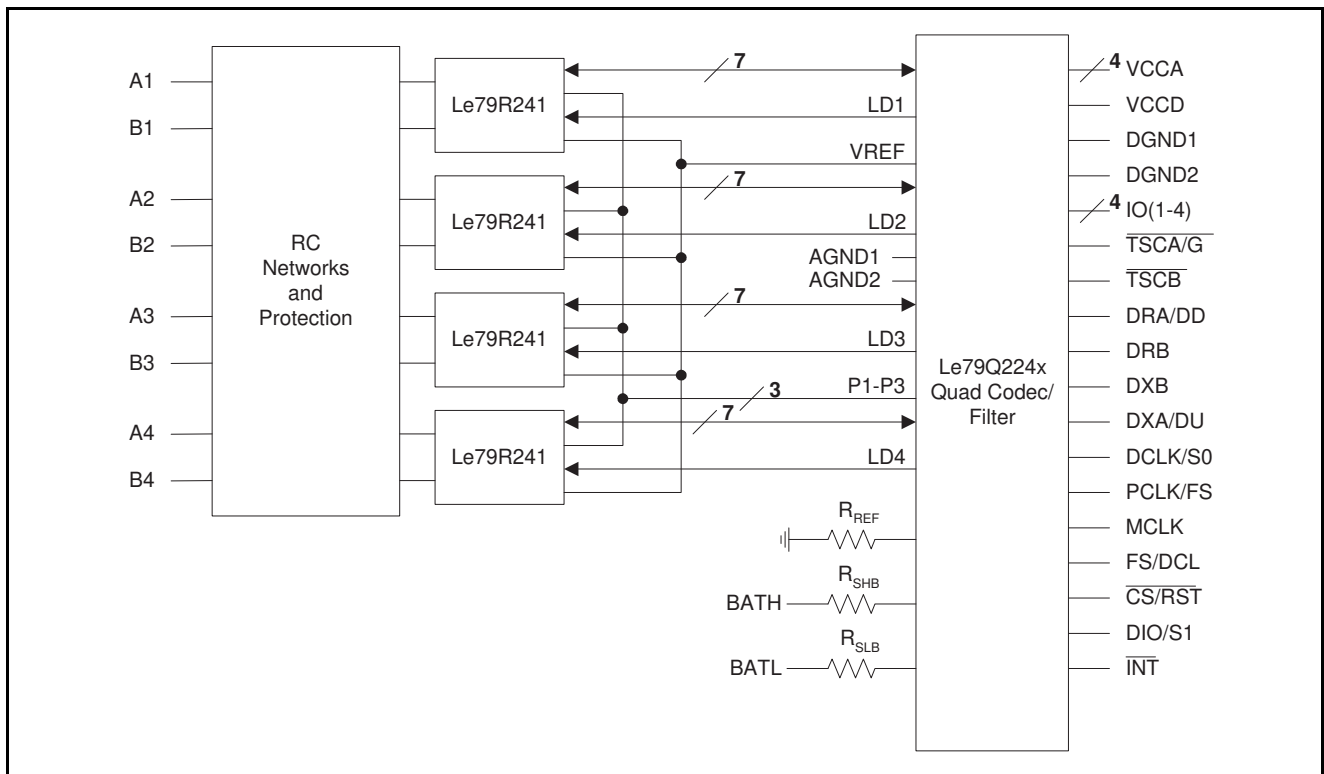 A1
B1
A2
B2
A3
B3
A4
B4
RC
Networks
and
Protection
Le79R241
Le79R241
Le79R241
Le79R241
7
LD1
VREF
7
LD2
AGND1
AGND2
7
LD3
3
P1-P3
7
LD4
RREF
RSHB
BATH
RSLB
BATL
Le79Q224x
Quad Codec/
Filter
4 VCCA
VCCD
DGND1
DGND2
4 IO(1-4)
TSCA/G
TSCB
DRA/DD
DRB
DXB
DXA/DU
DCLK/S0
PCLK/FS
MCLK
FS/DCL
CS/RST
DIO/S1
INT